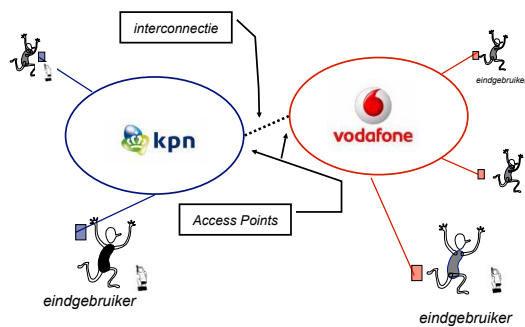 interconnectie
eindgebruiker
kpn
vodafone
Access Points
eindgebruiker
eindgebruiker